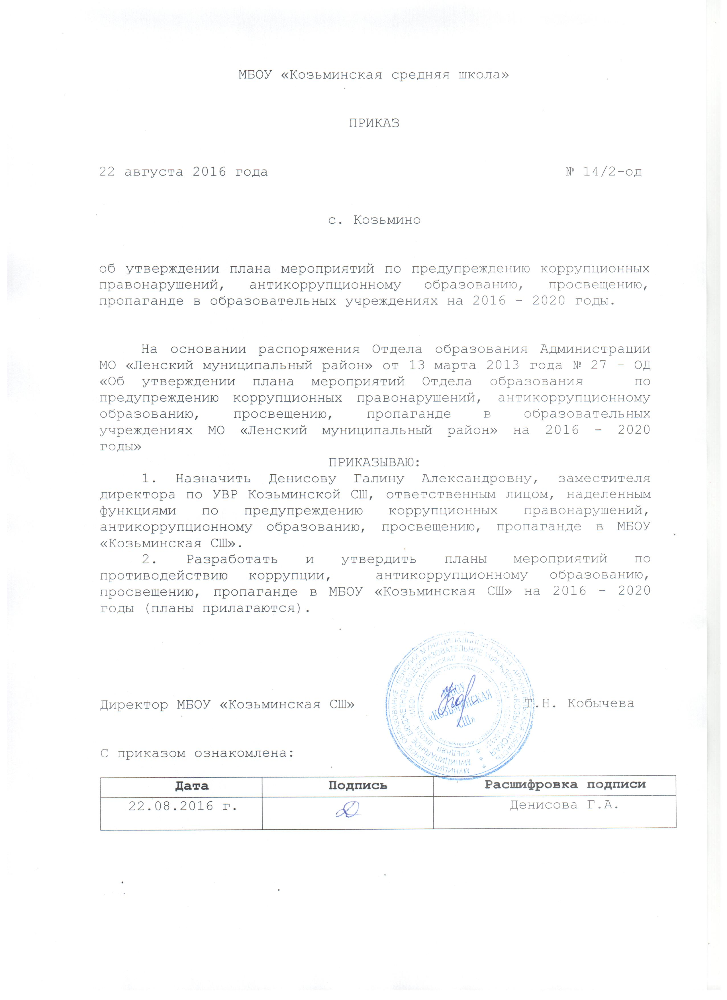 МБОУ «Козьминская средняя школа»
ПРИКАЗ
22 августа 2016 года № 14/2-од
с. Козьмино
об утверждении плана мероприятий по предупреждению коррупционных
правонарушений, антикоррупционному образованию, просвещению,
пропаганде в образовательных учреждениях на 2016 – 2020 годы.
На основании распоряжения Отдела образования Администрации
МО «Ленский муниципальный район» от 13 марта 2013 года № 27 – ОД
«Об утверждении плана мероприятий Отдела образования по
предупреждению коррупционных правонарушений, антикоррупционному
образованию, просвещению, пропаганде в образовательных
учреждениях МО «Ленский муниципальный район» на 2016 – 2020
годы»
ПРИКАЗЫВАЮ:
1. Назначить Денисову Галину Александровну, заместителя
директора по УВР Козьминской СШ, ответственным лицом, наделенным
функциями по предупреждению коррупционных правонарушений,
антикоррупционному образованию, просвещению, пропаганде в МБОУ
«Козьминская СШ».
2. Разработать и утвердить планы мероприятий по
противодействию коррупции, антикоррупционному образованию,
просвещению, пропаганде в МБОУ «Козьминская СШ» на 2016 – 2020
годы (планы прилагаются).
МУНИЦИПАЛЬНОЕ ОБРАЗОВАНИЕ "ЛЕНСКИЙ МУНИЦИПАЛЬНЫЙ РАЙОН" АРХАНГЕЛЬСКАЯ ОБЛАСТЬ
МУНИЦИПАЛЬНОЕ БЮДЖЕТНОЕ ОБЩЕОБРАЗОВАТЕЛЬНОЕ УЧРЕЖДЕНИЕ «КОЗЬМИНСКАЯ
СРЕДНЯЯ ШКОЛА» (МБОУ «КОЗЬМИНСКАЯ СШ») * ОГРН
МБОУ
«КОЗЬМИНСКАЯ
СШ»
Директор МБОУ «Козьминская СШ» Т.Н. Кобычева
С приказом ознакомлена:
Дата Подпись Расшифровка подписи
22.08.2016 г. Денисова Г.А.